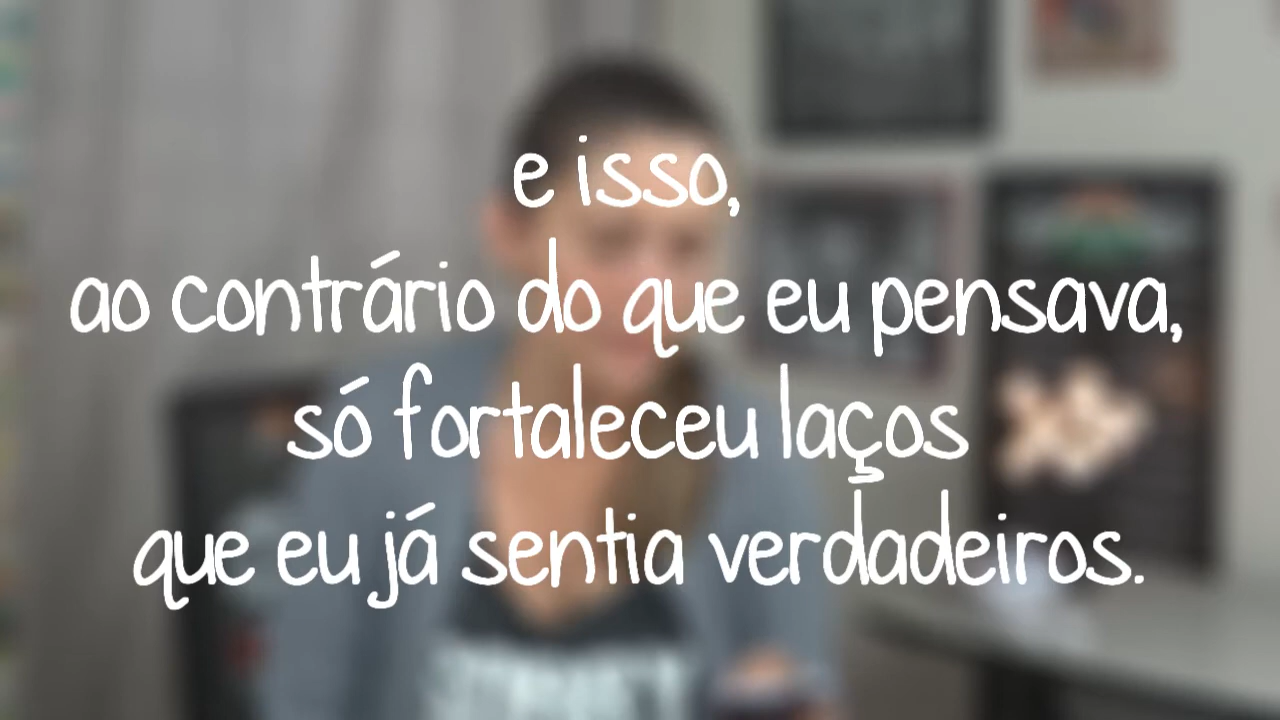 e isso,
ao contrário do que eu pensava,
só fortaleceu laços
que eu já sentia verdadeiros.